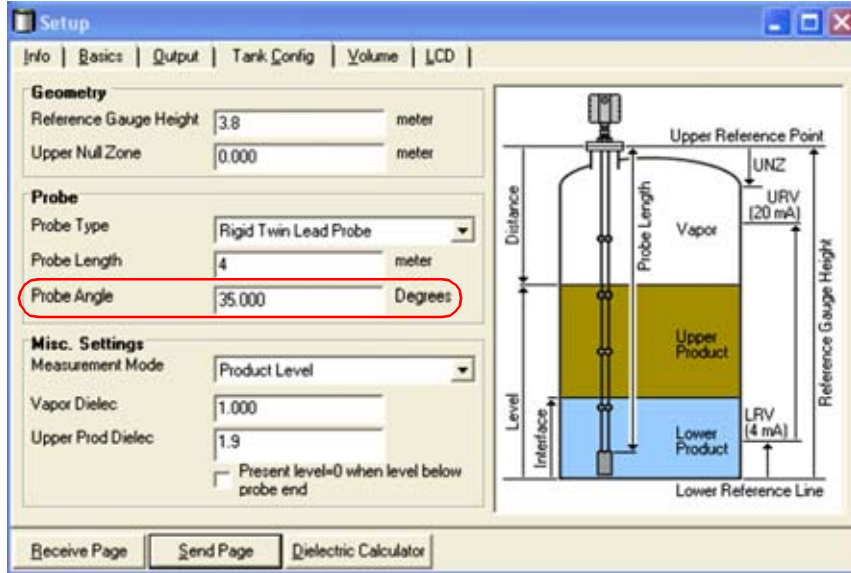 Setup
Info | Basics | Output | Tank Config | Volume | LCD |
Geometry
Reference Gauge Height 3.8 meter
Upper Null Zone 0.000 meter
Probe
Probe Type Rigid Twin Lead Probe
Probe Length 4 meter
Probe Angle 35.000 Degrees
Misc. Settings
Measurement Mode Product Level
Vapor Dielec 1.000
Upper Prod Dielec 1.9
Present level=0 when level below
probe end
Upper Reference Point
UNZ
URV
(20 mA)
Distance
Probe Length
Vapor
Reference Gauge Height
Upper
Product
Level
Interface
LRV
(4 mA)
Lower
Product
Lower Reference Line
Receive Page
Send Page
Dielectric Calculator